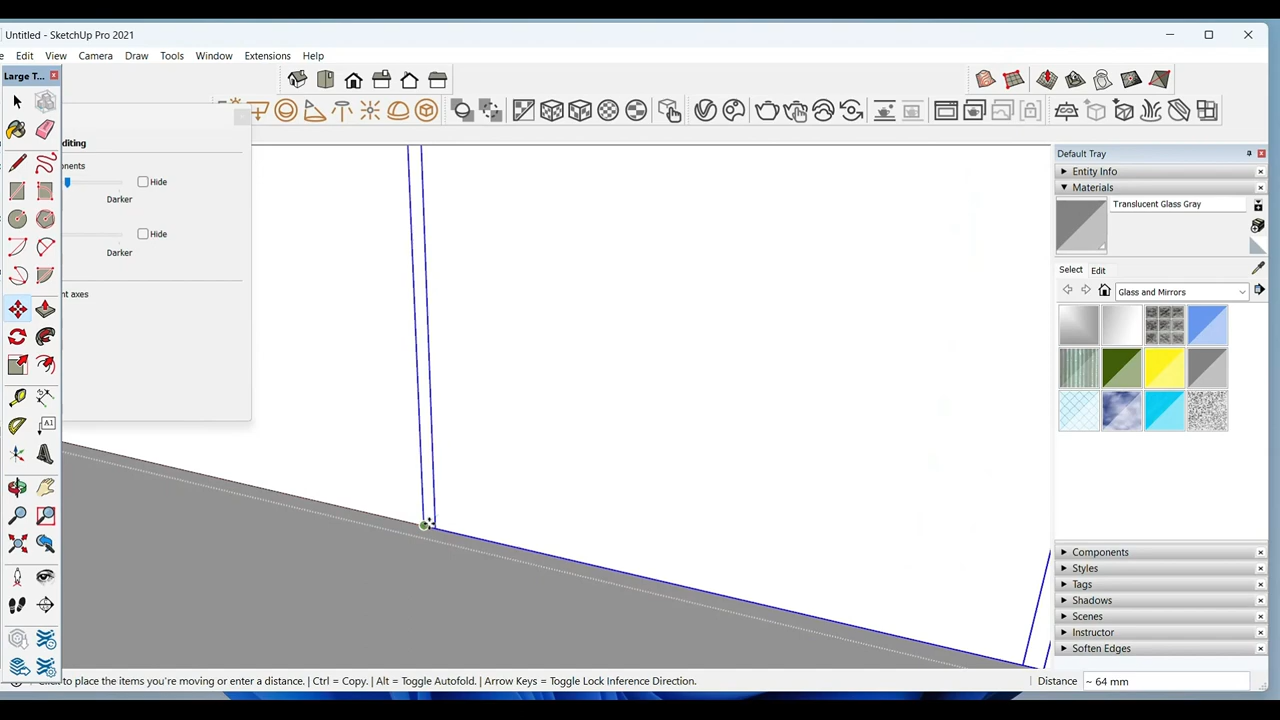 Untitled - SketchUp Pro 2021
Edit View Camera Draw Tools Window Extensions Help
Large T...
Default Tray
Entity Info
Materials
Translucent Glass Gray
Select Edit
Glass and Mirrors
Components
Styles
Tags
Shadows
Scenes
Instructor
Soften Edges
diting
nents
Hide
Darker
Hide
Darker
nt axes
A1
to place the items you're moving or enter a distance. | Ctrl = Copy. | Alt = Toggle Autofold. | Arrow Keys = Toggle Lock Inference Direction.
Distance ~ 64 mm